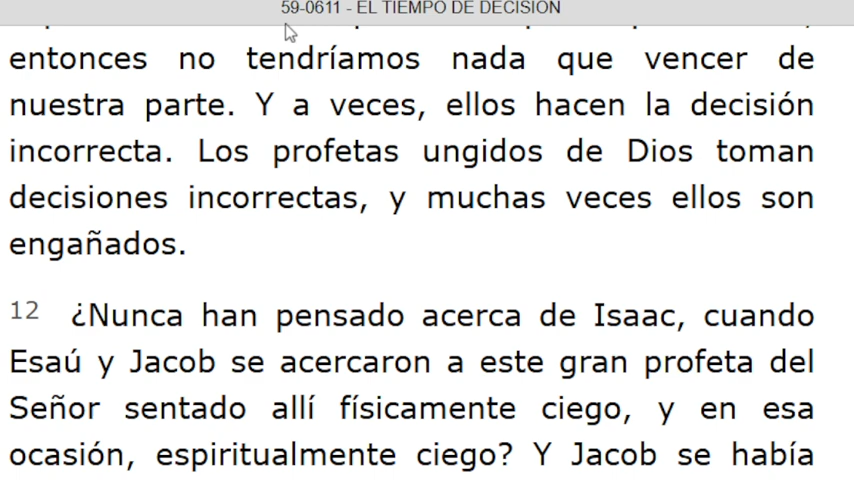 59-0611 - EL TIEMPO DE DECISIÓN
entonces no tendríamos nada que vencer de
nuestra parte. Y a veces, ellos hacen la decisión
incorrecta. Los profetas ungidos de Dios toman
decisiones incorrectas, y muchas veces ellos son
engañados.
12 ¿Nunca han pensado acerca de Isaac, cuando
Esaú y Jacob se acercaron a este gran profeta del
Señor sentado allí físicamente ciego, y en esa
ocasión, espiritualmente ciego? Y Jacob se había